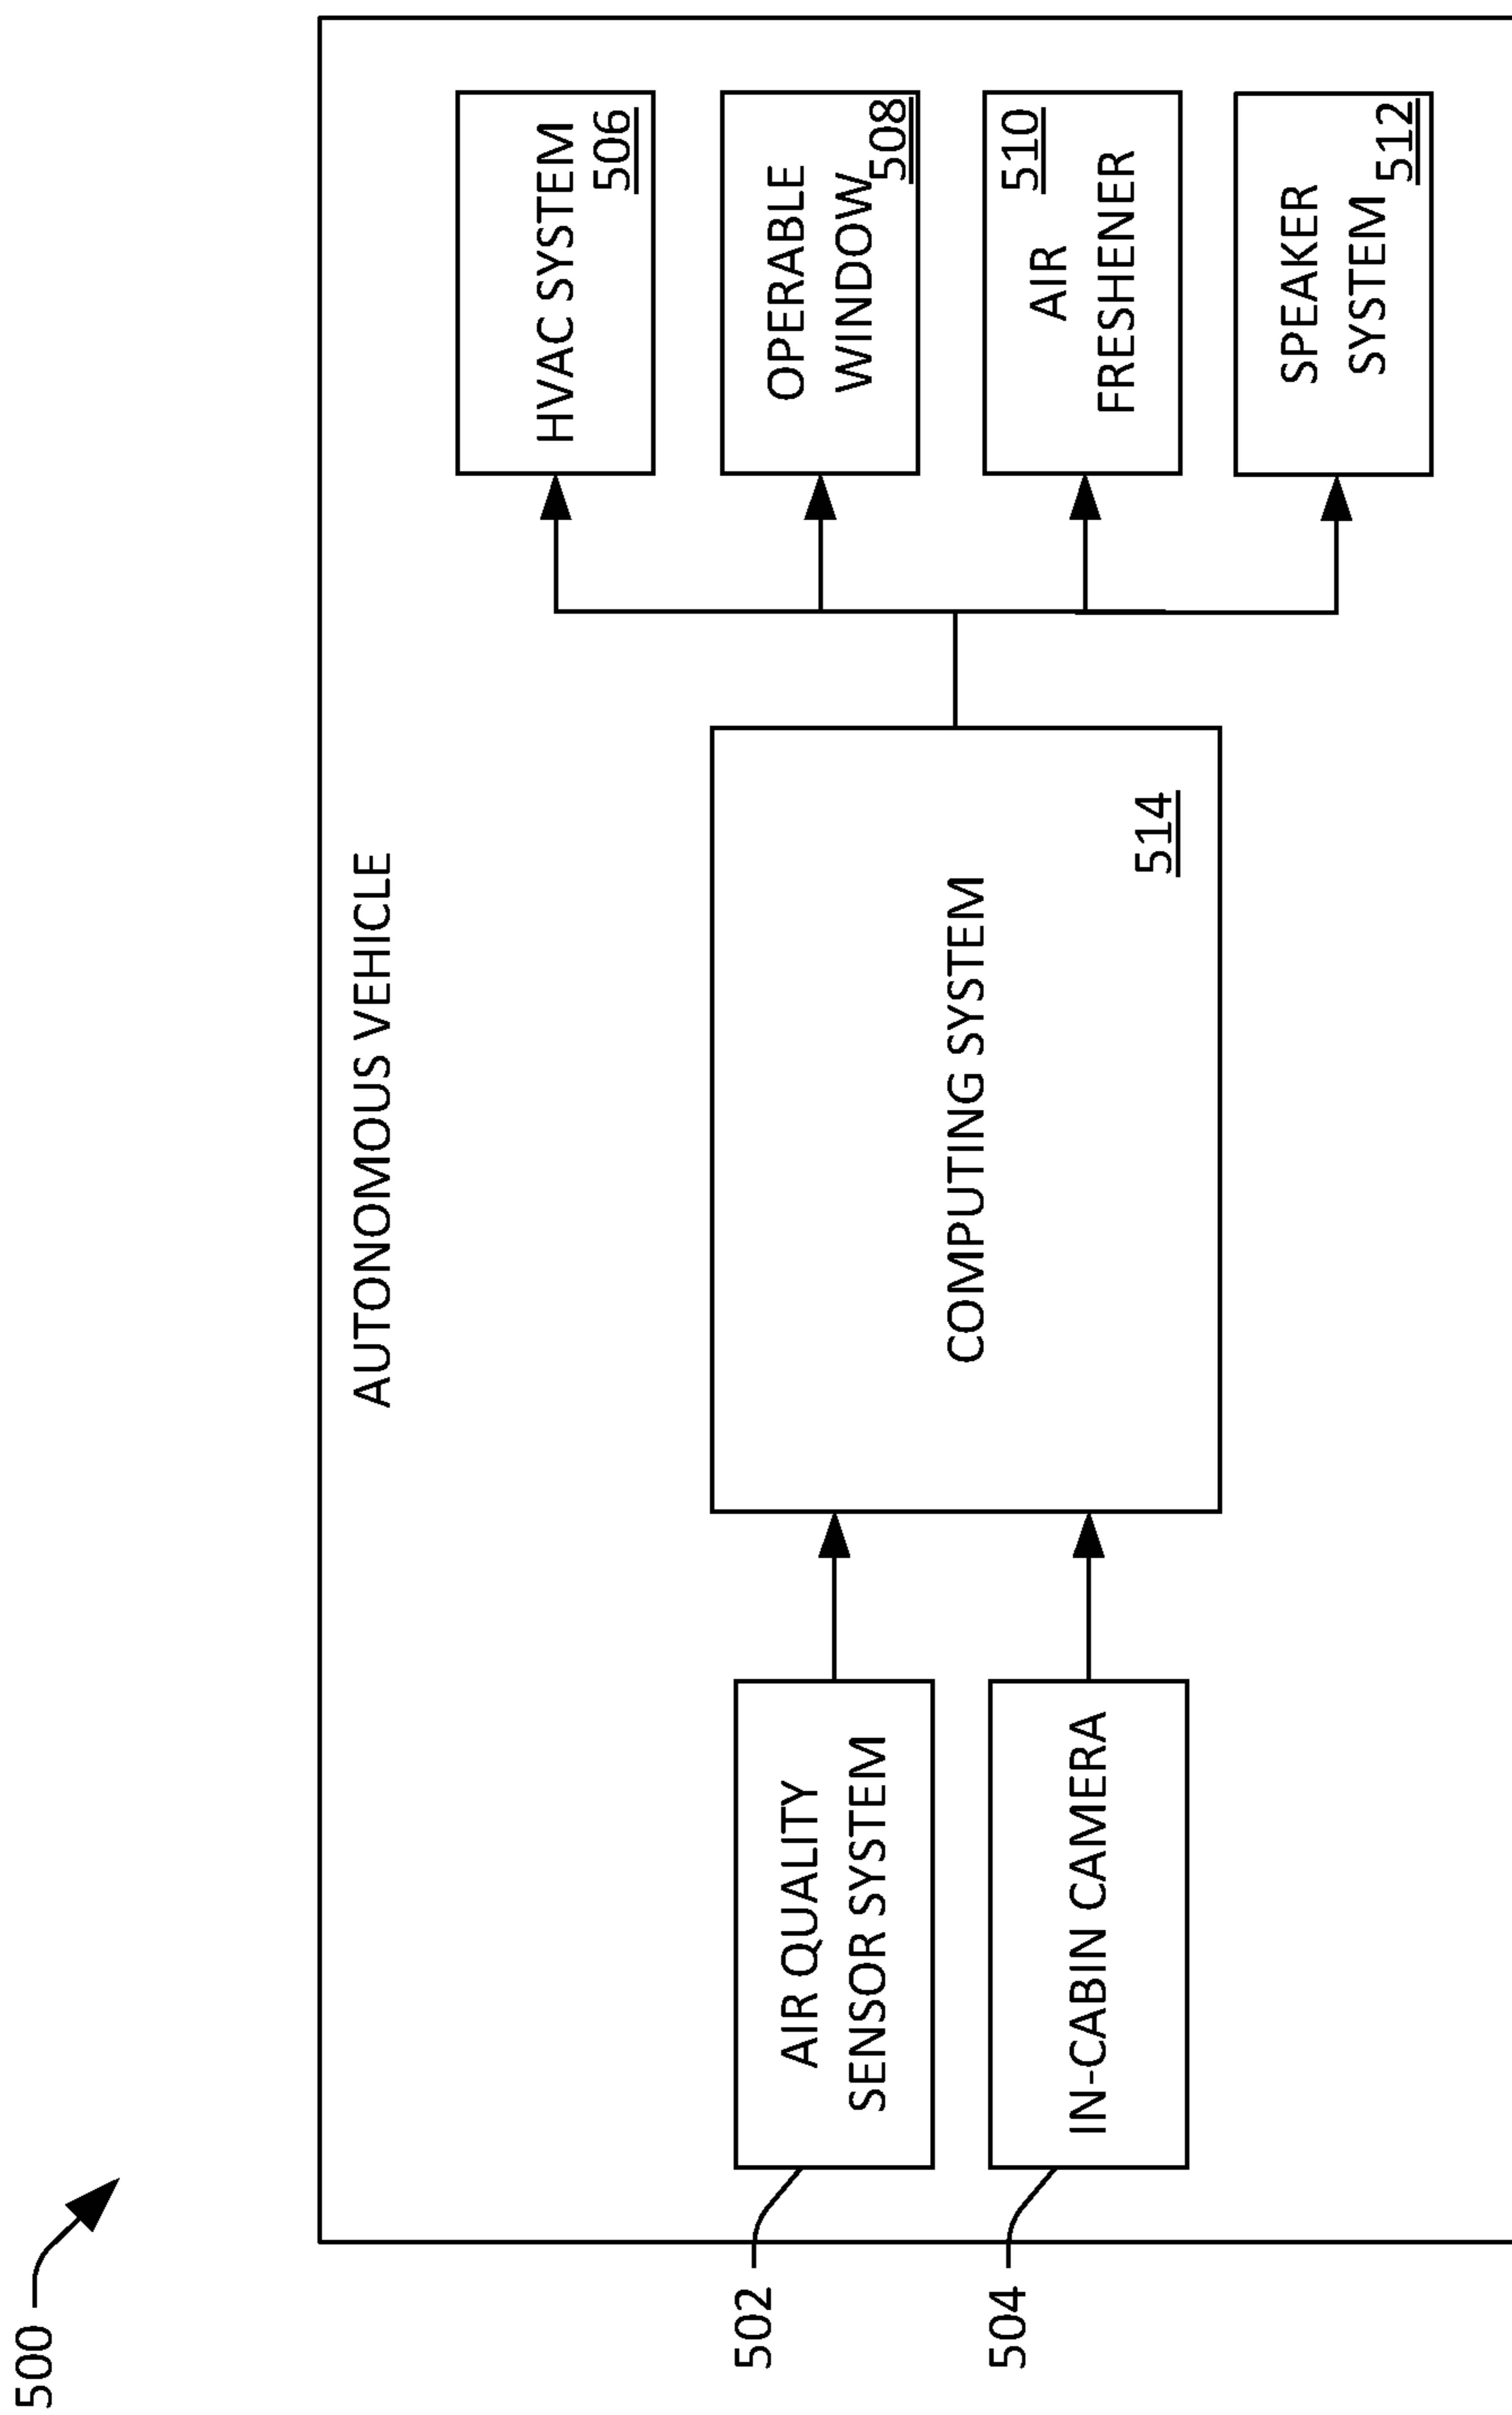 500
AUTONOMOUS VEHICLE
502
AIR QUALITY
SENSOR SYSTEM
504
IN-CABIN CAMERA
COMPUTING SYSTEM
514
HVAC SYSTEM
506
OPERABLE
WINDOW
508
510
AIR
FRESHENER
SPEAKER
SYSTEM
512